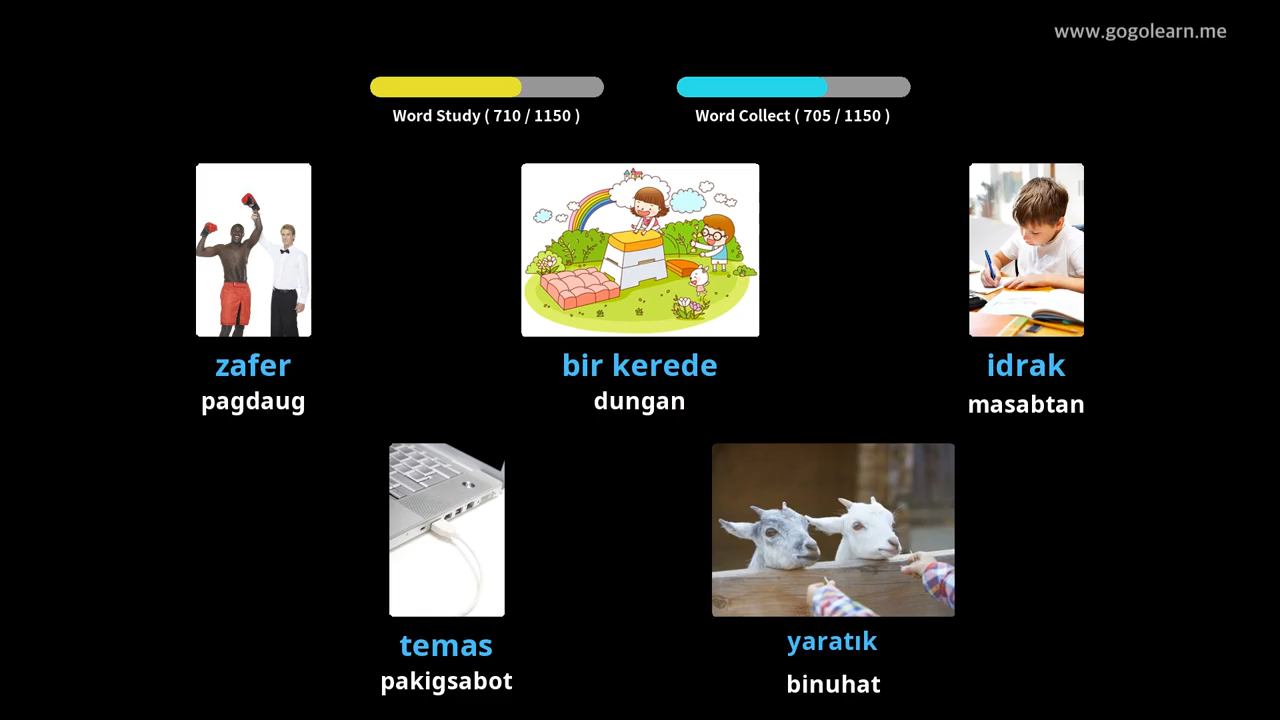 www.gogolearn.me
Word Study ( 710 / 1150 )
Word Collect ( 705 / 1150 )
zafer
pagdaug
bir kerede
dungan
idrak
masabtan
temas
pakigsabot
yaratık
binuhat